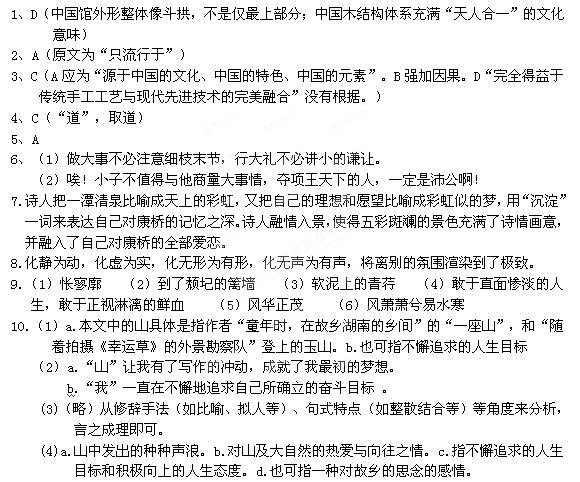 1、D（中国馆外形整体像斗拱，不是仅最上部分；中国木结构体系充满“天人合一”的文化
意味）
2、A（原文为“只流行于”）
3、C（A应为“源于中国的文化、中国的特色、中国的元素”。B强加因果。D“完全得益于
传统手工工艺与现代先进技术的完美融合”没有根据。）
4、C（“道”，取道）
5、A
6、（1）做大事不必注意细枝末节，行大礼不必讲小的谦让。
（2）唉！小子不值得与他商量大事情，夺项王天下的人，一定是沛公啊！
7.诗人把一潭清泉比喻成天上的彩虹，又把自己的理想和愿望比喻成彩虹似的梦，用“沉淀”
一词来表达自己对康桥的记忆之深。诗人融情入景，使得五彩斑斓的景色充满了诗情画意，
并融入了自己对康桥的全部爱恋。
8.化静为动，化虚为实，化无形为有形，化无声为有声，将离别的氛围渲染到了极致。
9.（1）怅寥廓 （2）到了颓圮的篱墙 （3）软泥上的青荇 （4）敢于直面惨淡的人
生，敢于正视淋漓的鲜血 （5）风华正茂 （6）风萧萧兮易水寒
10.（1）a.本文中的山具体是指作者“童年时，在故乡湖南的乡间”的“一座山”，和“随
着拍摄《幸运草》的外景勘察队”登上的玉山。b.也可指不懈追求的人生目标
（2）a.“山”让我有了写作的冲动，成就了我最初的梦想。
b.“我”一直在不懈地追求自己所确立的奋斗目标 。
（3）（略）从修辞手法（如比喻、拟人等）、句式特点（如整散结合等）等角度来分析，
言之成理即可。
（4）a.山中发出的种种声浪。b.对山及大自然的热爱与向往之情。c.指不懈追求的人生
目标和积极向上的人生态度。d.也可指一种对故乡的思念的感情。